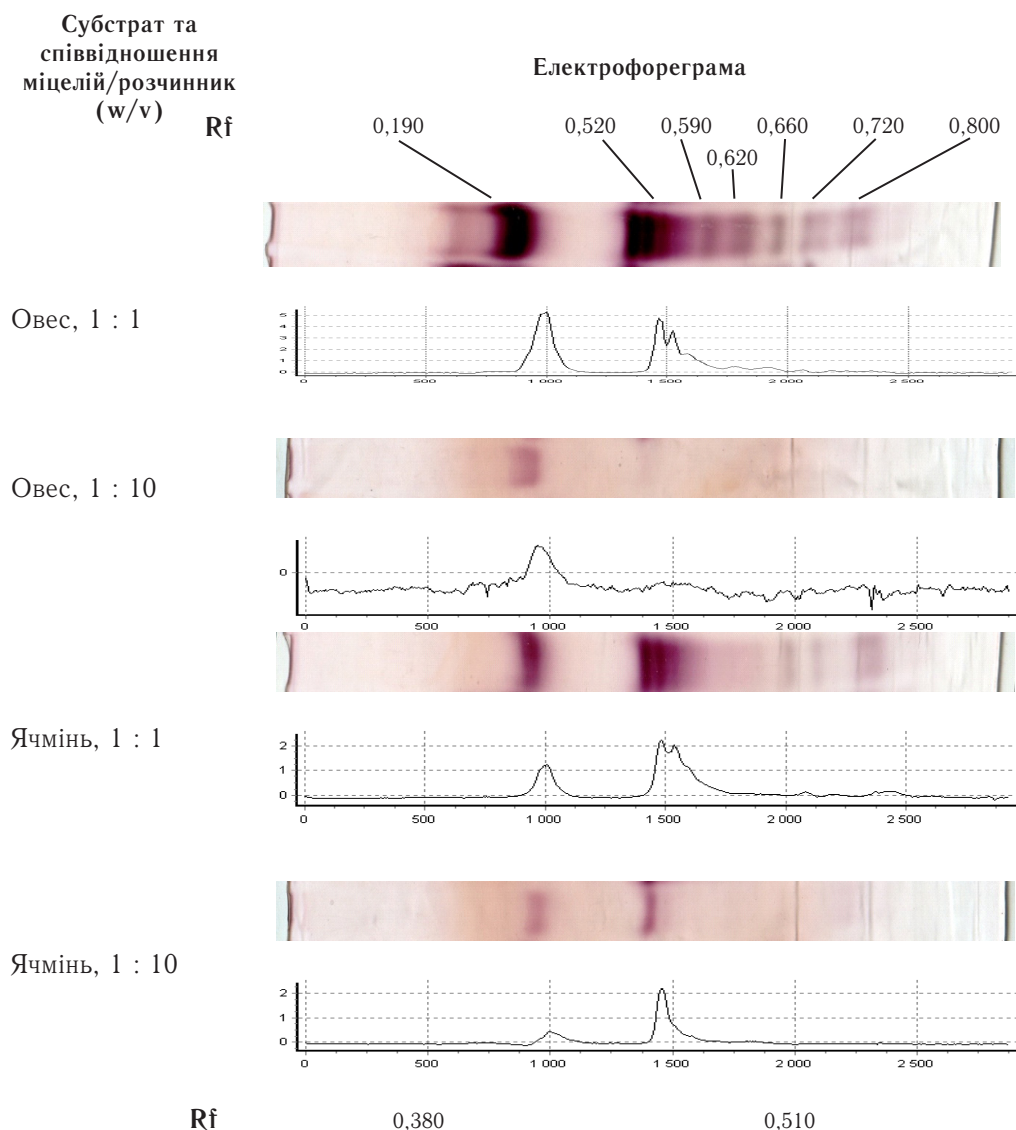 Субстрат та
співвідношення
міцелій/розчинник
(w/v)
Електрофореграма
Rf 0,190 0,520 0,590 0,620 0,660 0,720 0,800
Овес, 1 : 1
5
4
3
2
1
0
0 500 1 000 1 500 2 000 2 500
Овес, 1 : 10
0
0 500 1 000 1 500 2 000 2 500
Ячмінь, 1 : 1
2
1
0
0 500 1 000 1 500 2 000 2 500
Ячмінь, 1 : 10
2
1
0
0 500 1 000 1 500 2 000 2 500
Rf 0,380 0,510